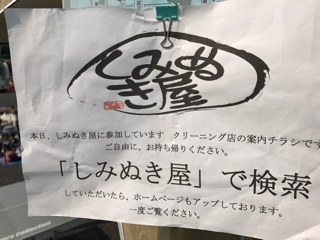 しみぬ
き屋
本日、しみぬき屋に参加しています　クリーニング店の案内チラシです
ご自由に、お持ち帰りください。
「しみぬき屋」で検索
していただいたら、ホームページもアップしております。
一度ご覧ください。
Collection